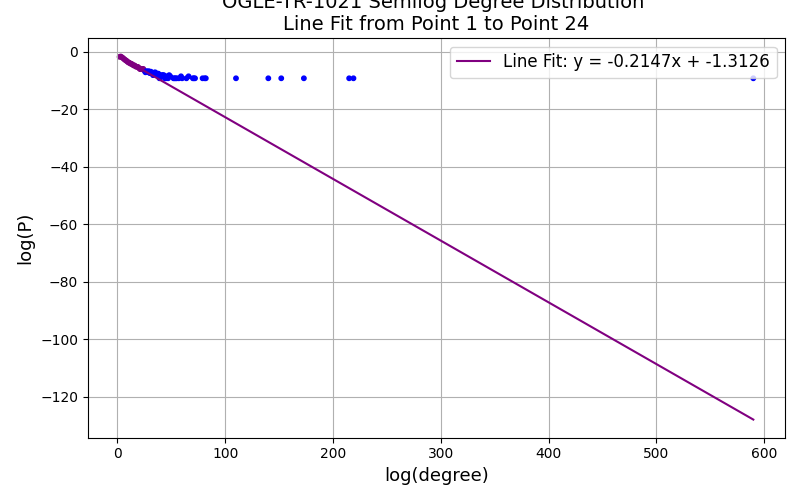 OGLE-TR-1021 Semilog Degree Distribution
Line Fit from Point 1 to Point 24
Line Fit: y = -0.2147x + -1.3126
0
−20
−40
−60
−80
−100
−120
log(P)
0 100 200 300 400 500 600
log(degree)